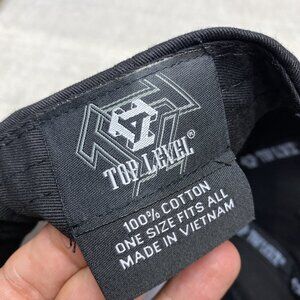 TOP LEVEL®
100% COTTON
ONE SIZE FITS ALL
MADE IN VIETNAM